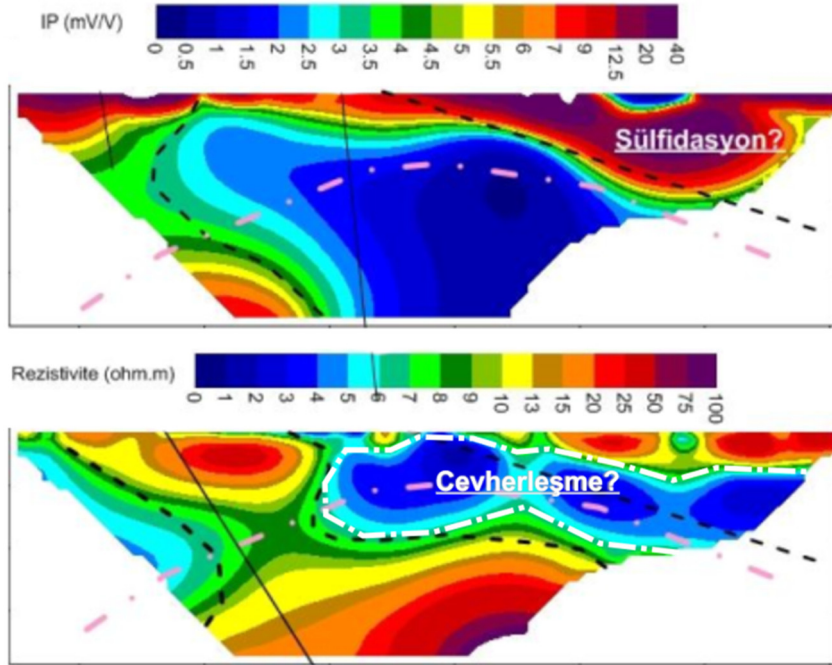 IP (mV/V)
0 0.5 1 1.5 2 2.5 3 3.5 4 4.5 5 5.5 6 7 9 12.5 20 40
Sülfidasyon?
Rezistivite (ohm.m)
0 1 2 3 4 5 6 7 8 9 10 13 15 20 25 50 75 100
Cevherleşme?